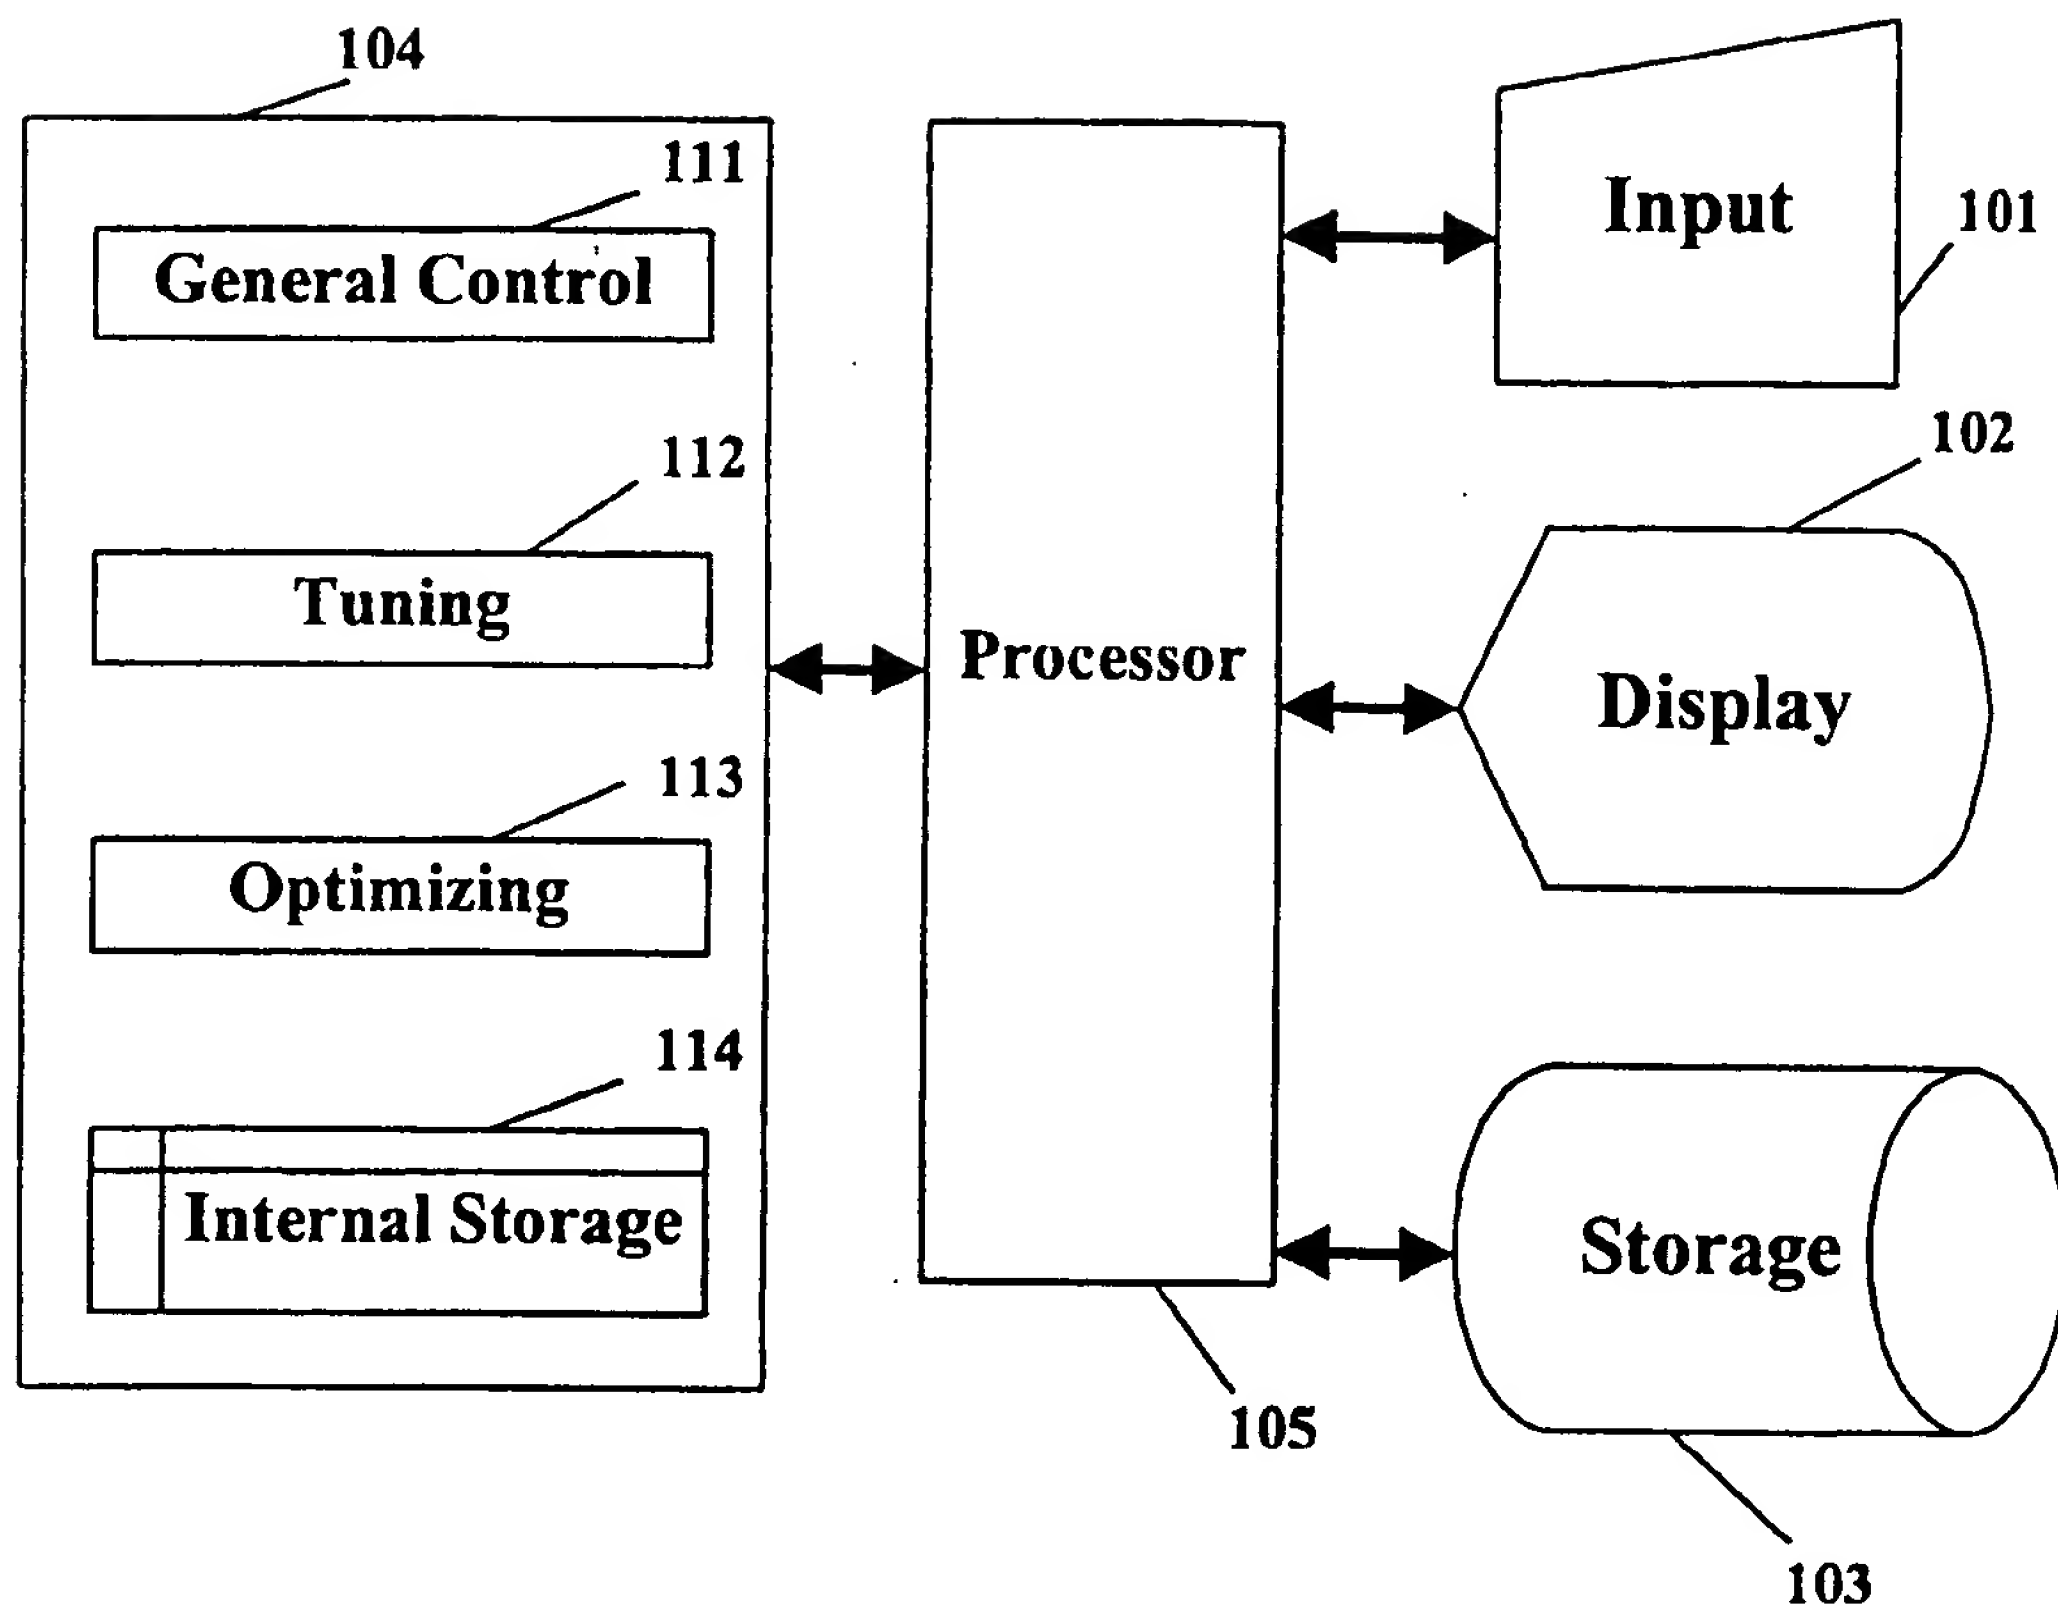 104
111
General Control
112
Tuning
113
Optimizing
114
Internal Storage
Processor
105
Input
101
102
Display
Storage
103